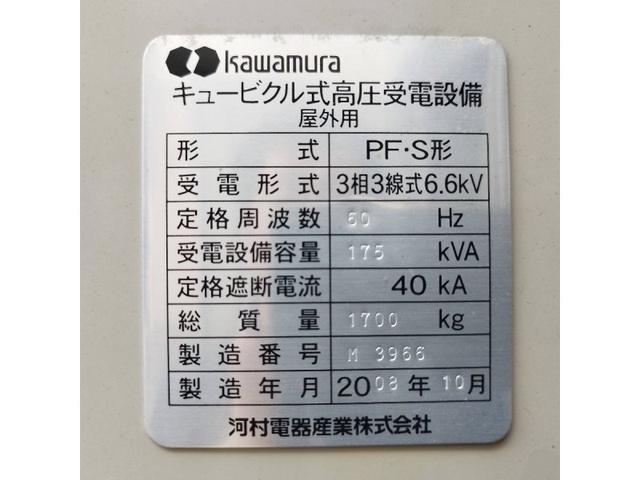 kawamura
キュービクル式高圧受電設備
屋外用
形式 PF・S形
受電形式 3相3線式6.6kV
定格周波数 60 Hz
受電設備容量 175 kVA
定格遮断電流 40 kA
総質量 1700 kg
製造番号 M 3966
製造年月 2008年10月
河村電器産業株式会社